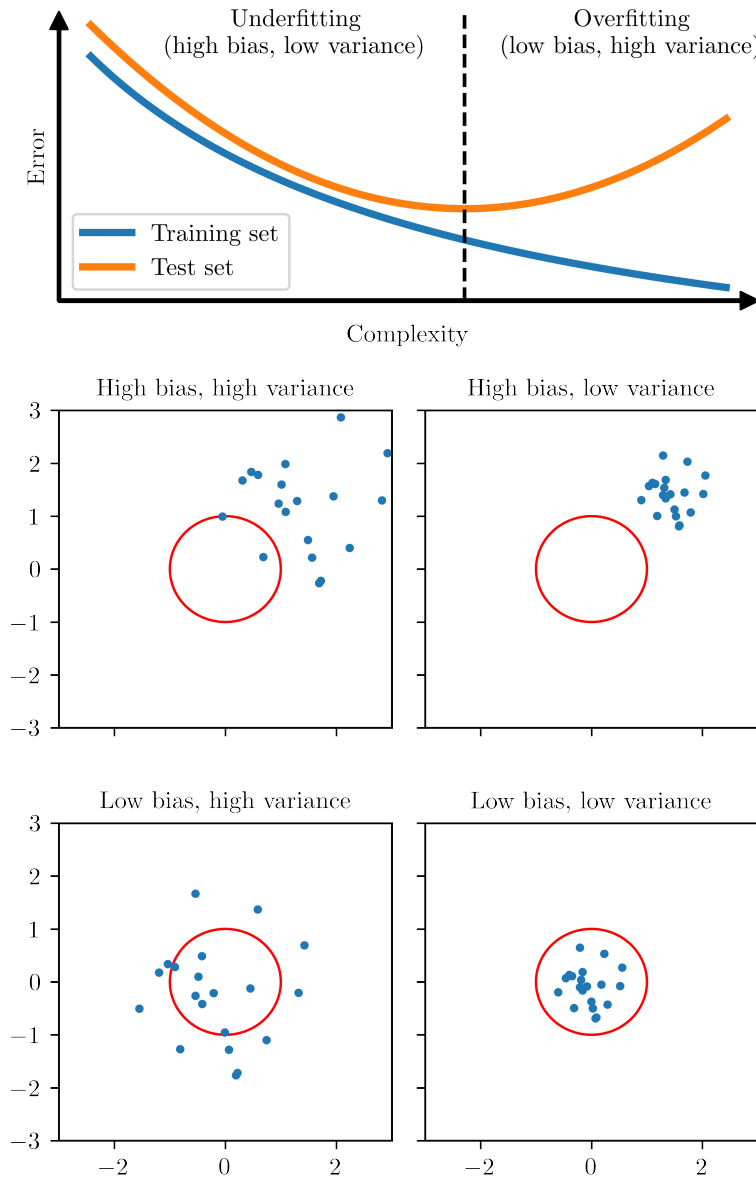 Underfitting
(high bias, low variance)
Overfitting
(low bias, high variance)
Error
Training set
Test set
Complexity
High bias, high variance
High bias, low variance
3
2
1
0
−1
−2
−3
Low bias, high variance
Low bias, low variance
3
2
1
0
−1
−2
−3
−2 0 2
−2 0 2